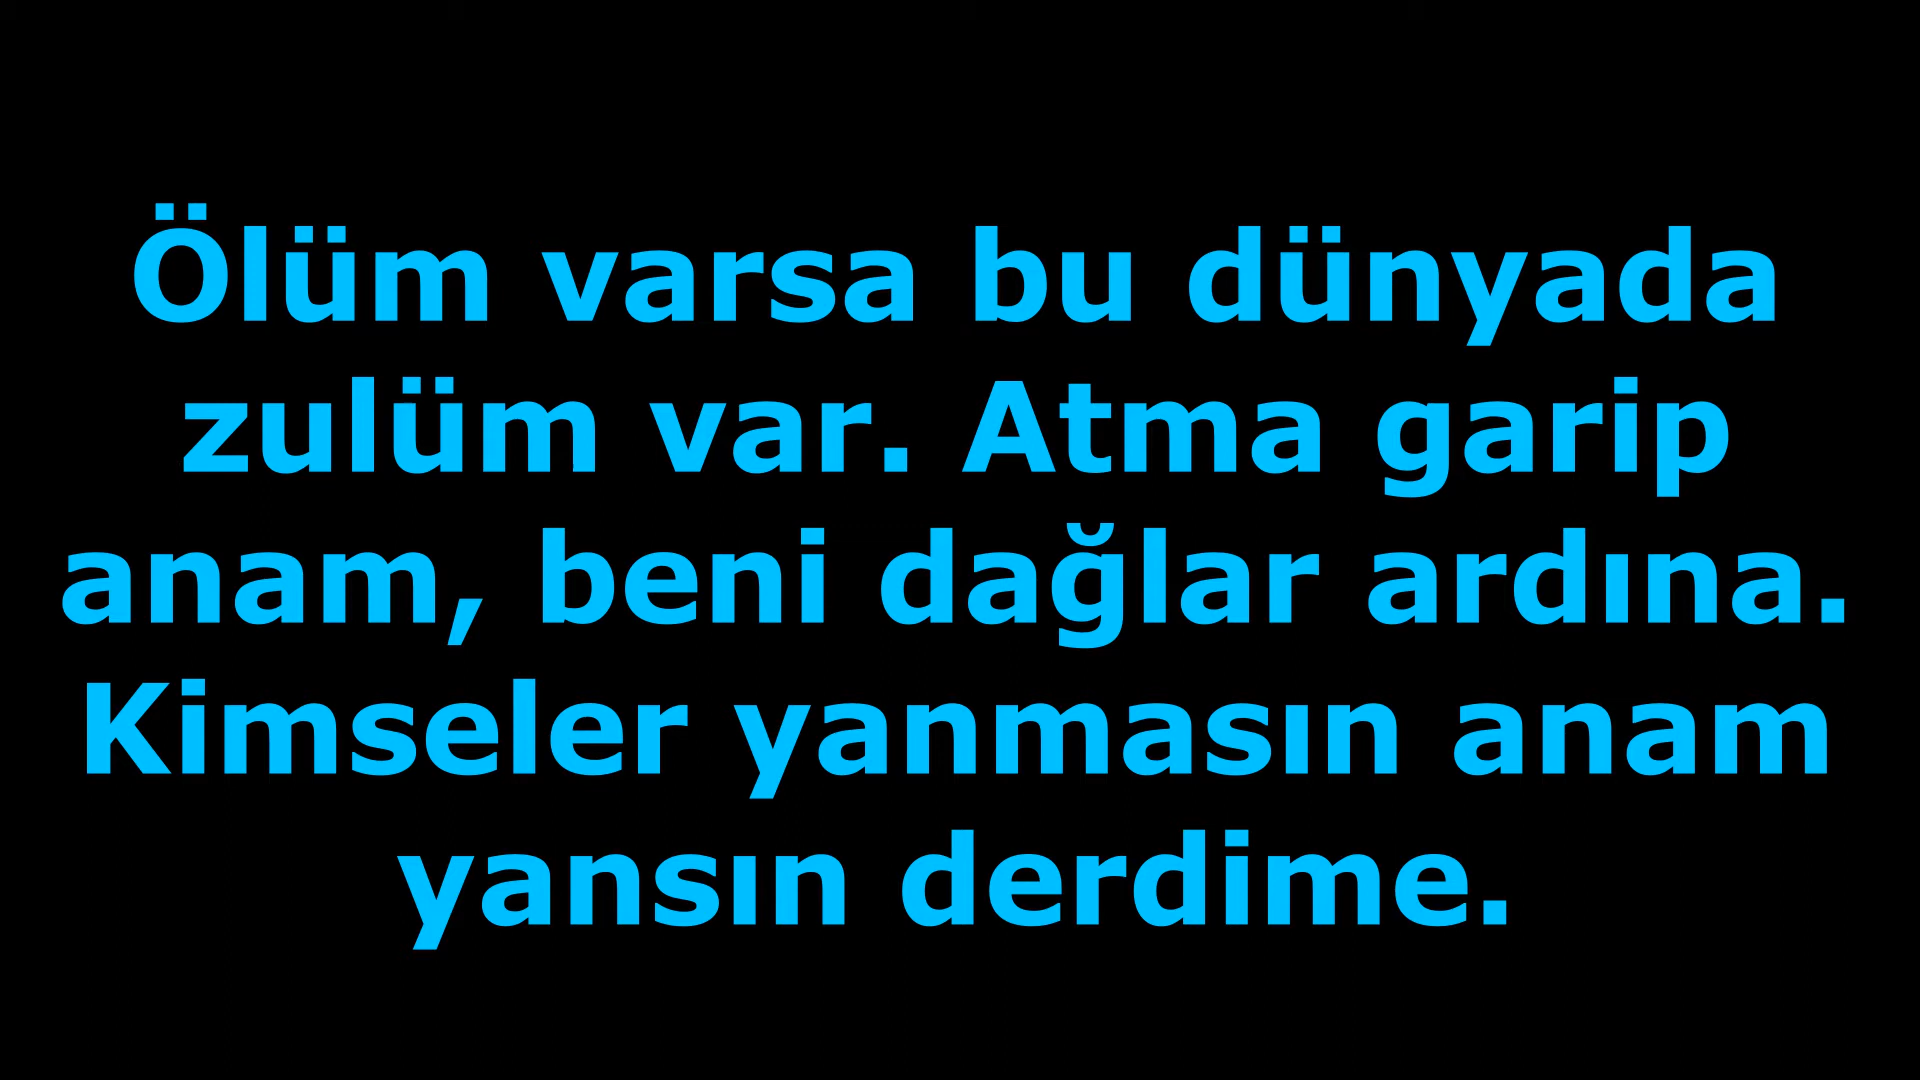 Ölüm varsa bu dünyada
zulüm var. Atma garip
anam, beni dağlar ardına.
Kimseler yanmasın anam
yansın derdime.